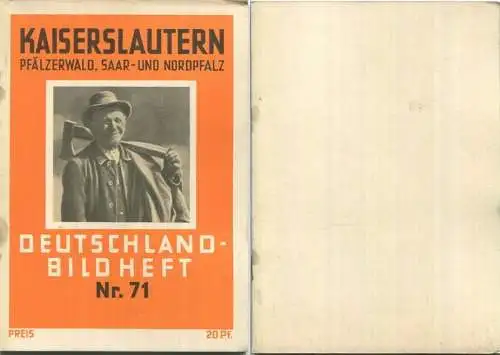 KAISERSLAUTERN
PFÄLZERWALD, SAAR- UND NORDPFALZ
DEUTSCHLAND-
BILDHEFT
Nr. 71
PREIS 20 Pf.